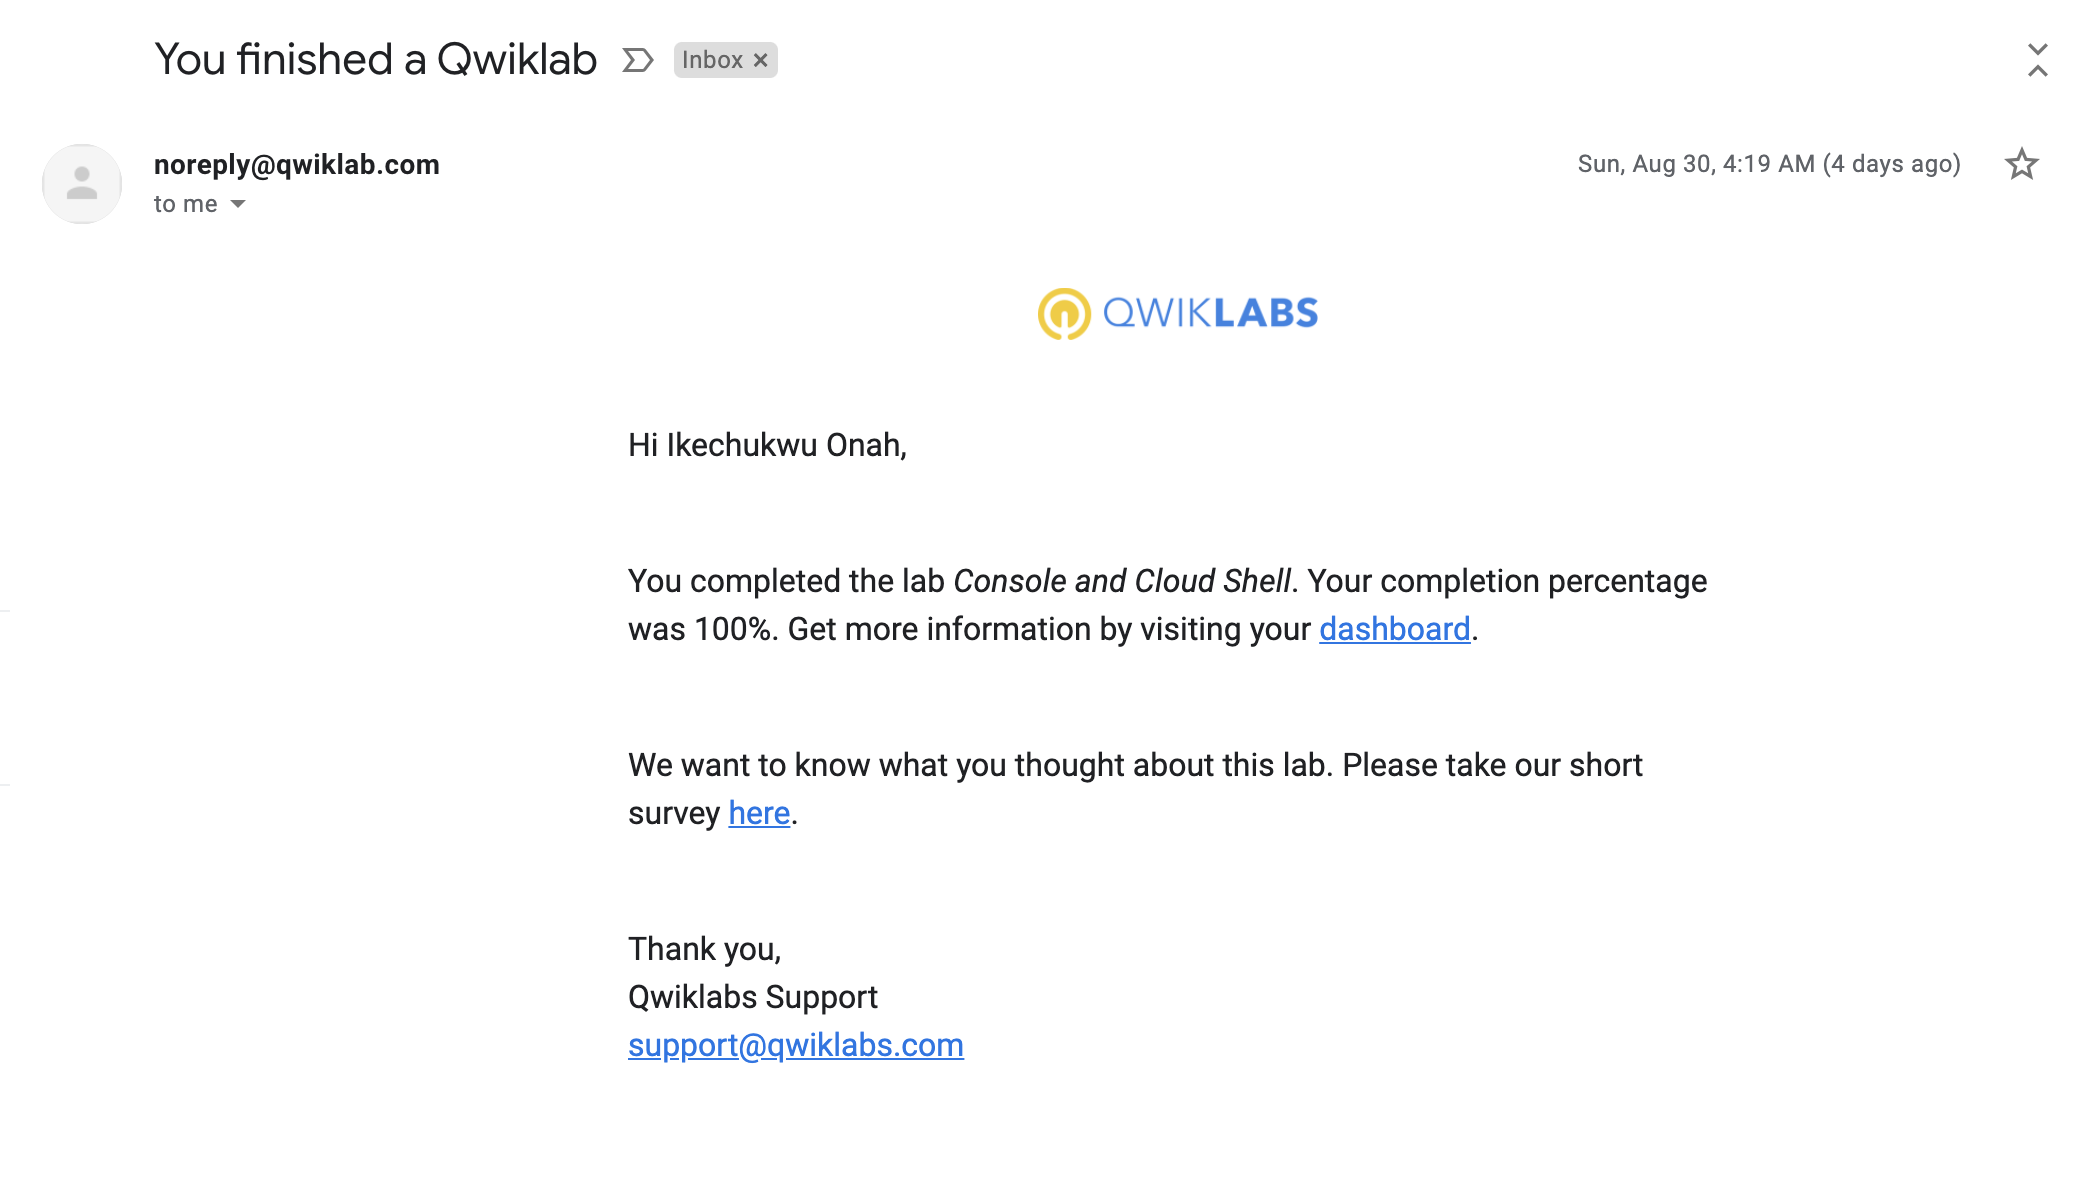 You finished a Qwiklab
Inbox ×
noreply@qwiklab.com
Sun, Aug 30, 4:19 AM (4 days ago)
to me
QWIKLABS
Hi Ikechukwu Onah,
You completed the lab Console and Cloud Shell. Your completion percentage
was 100%. Get more information by visiting your dashboard.
We want to know what you thought about this lab. Please take our short
survey here.
Thank you,
Qwiklabs Support
support@qwiklabs.com